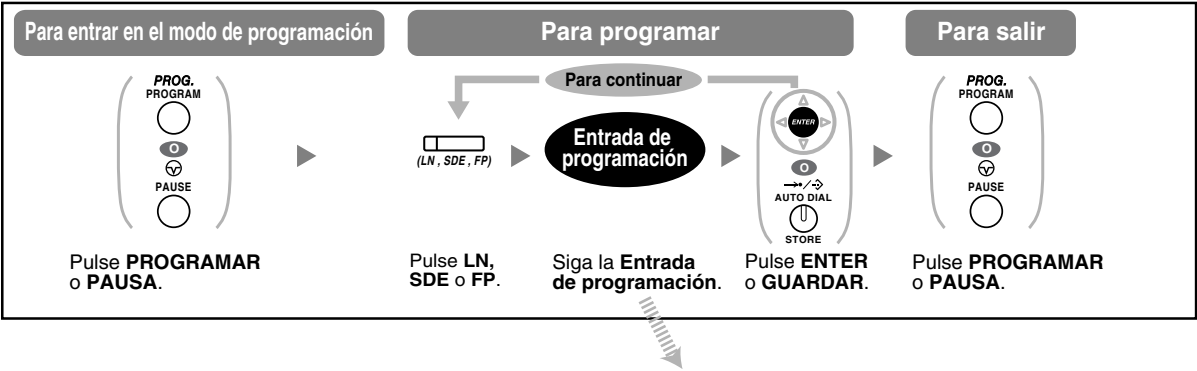 Para entrar en el modo de programación
Para programar
Para salir
Para continuar
PROG.
PROGRAM
O
PAUSE
(LN , SDE , FP)
Entrada de
programación
ENTER
O
AUTO DIAL
STORE
PROG.
PROGRAM
O
PAUSE
Pulse PROGRAMAR
o PAUSA.
Pulse LN,
SDE o FP.
Siga la Entrada
de programación.
Pulse ENTER
o GUARDAR.
Pulse PROGRAMAR
o PAUSA.